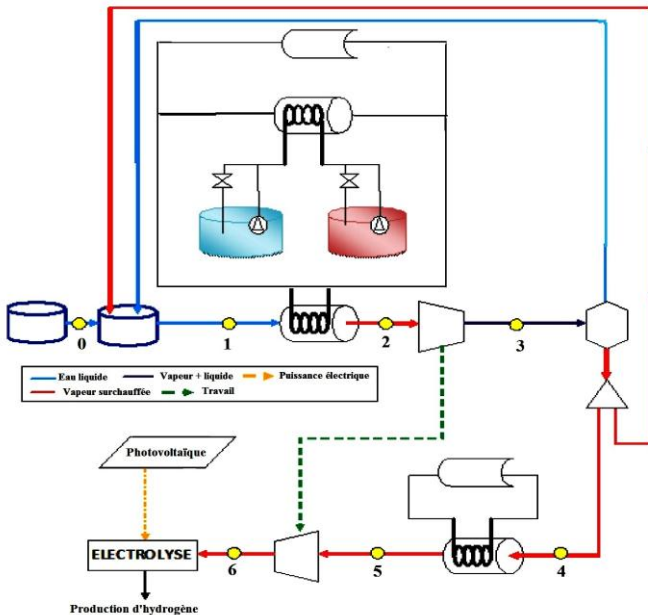 0
1
2
3
Eau liquide
Vapeur + liquide
Puissance électrique
Vapeur surchauffée
Travail
Photovoltaïque
ELECTROLYSE
6
5
4
Production d'hydrogène